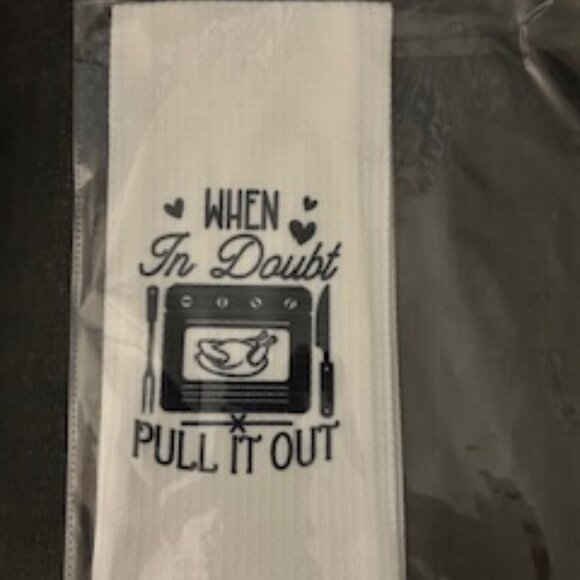 WHEN
In Doubt
PULL IT OUT